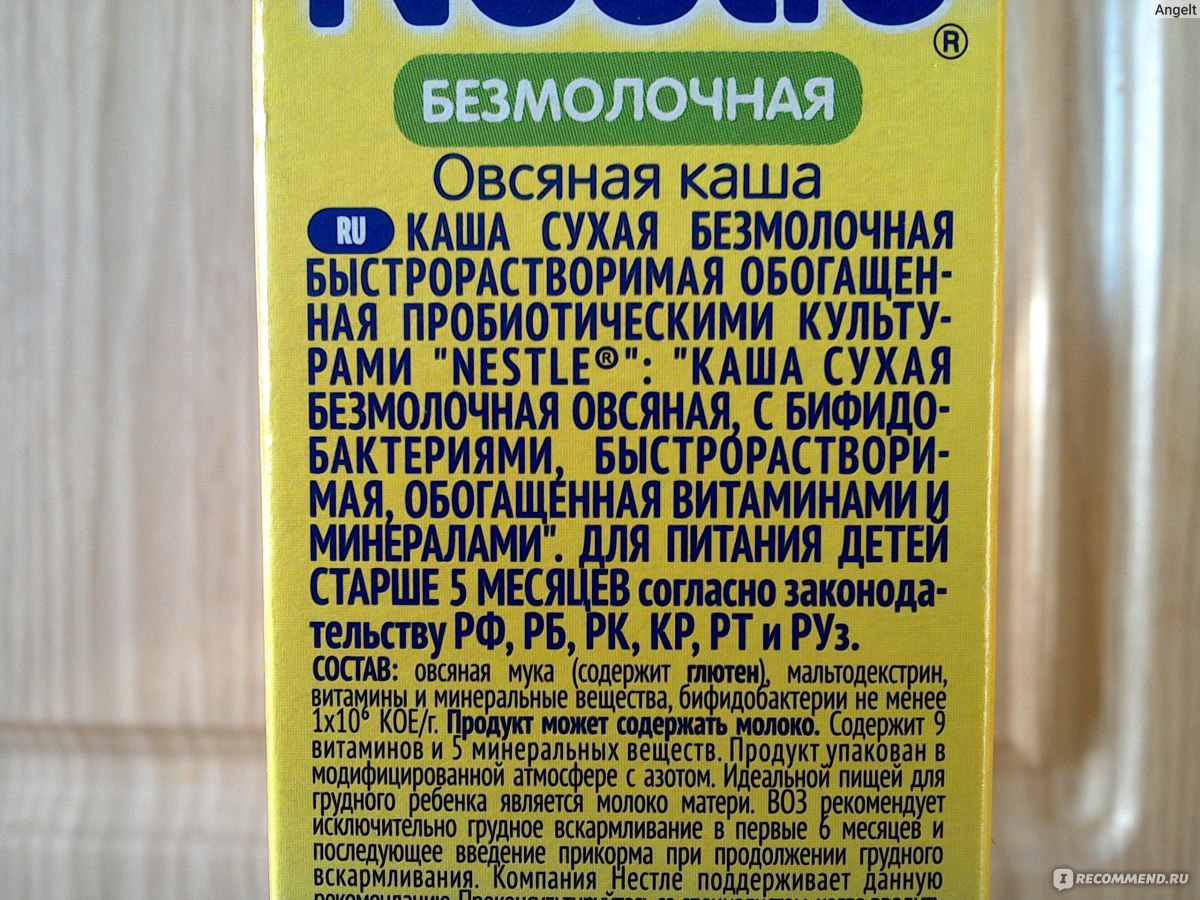 Angelt
Nestlé®
БЕЗМОЛОЧНАЯ
Овсяная каша
RU КАША СУХАЯ БЕЗМОЛОЧНАЯ
БЫСТРОРАСТВОРИМАЯ ОБОГАЩЕН-
НАЯ ПРОБИОТИЧЕСКИМИ КУЛЬТУ-
РАМИ "NESTLE®": "КАША СУХАЯ
БЕЗМОЛОЧНАЯ ОВСЯНАЯ, С БИФИДО-
БАКТЕРИЯМИ, БЫСТРОРАСТВОРИ-
МАЯ, ОБОГАЩЕННАЯ ВИТАМИНАМИ И
МИНЕРАЛАМИ". ДЛЯ ПИТАНИЯ ДЕТЕЙ
СТАРШЕ 5 МЕСЯЦЕВ согласно законода-
тельству РФ, РБ, РК, КР, РТ и РУз.
СОСТАВ: овсяная мука (содержит глютен), мальтодекстрин,
витамины и минеральные вещества, бифидобактерии не менее
1x10⁶ КОЕ/г. Продукт может содержать молоко. Содержит 9
витаминов и 5 минеральных веществ. Продукт упакован в
модифицированной атмосфере с азотом. Идеальной пищей для
грудного ребенка является молоко матери. ВОЗ рекомендует
исключительно грудное вскармливание в первые 6 месяцев и
последующее введение прикорма при продолжении грудного
вскармливания. Компания Нестле поддерживает данную
I RECOMMEND.RU